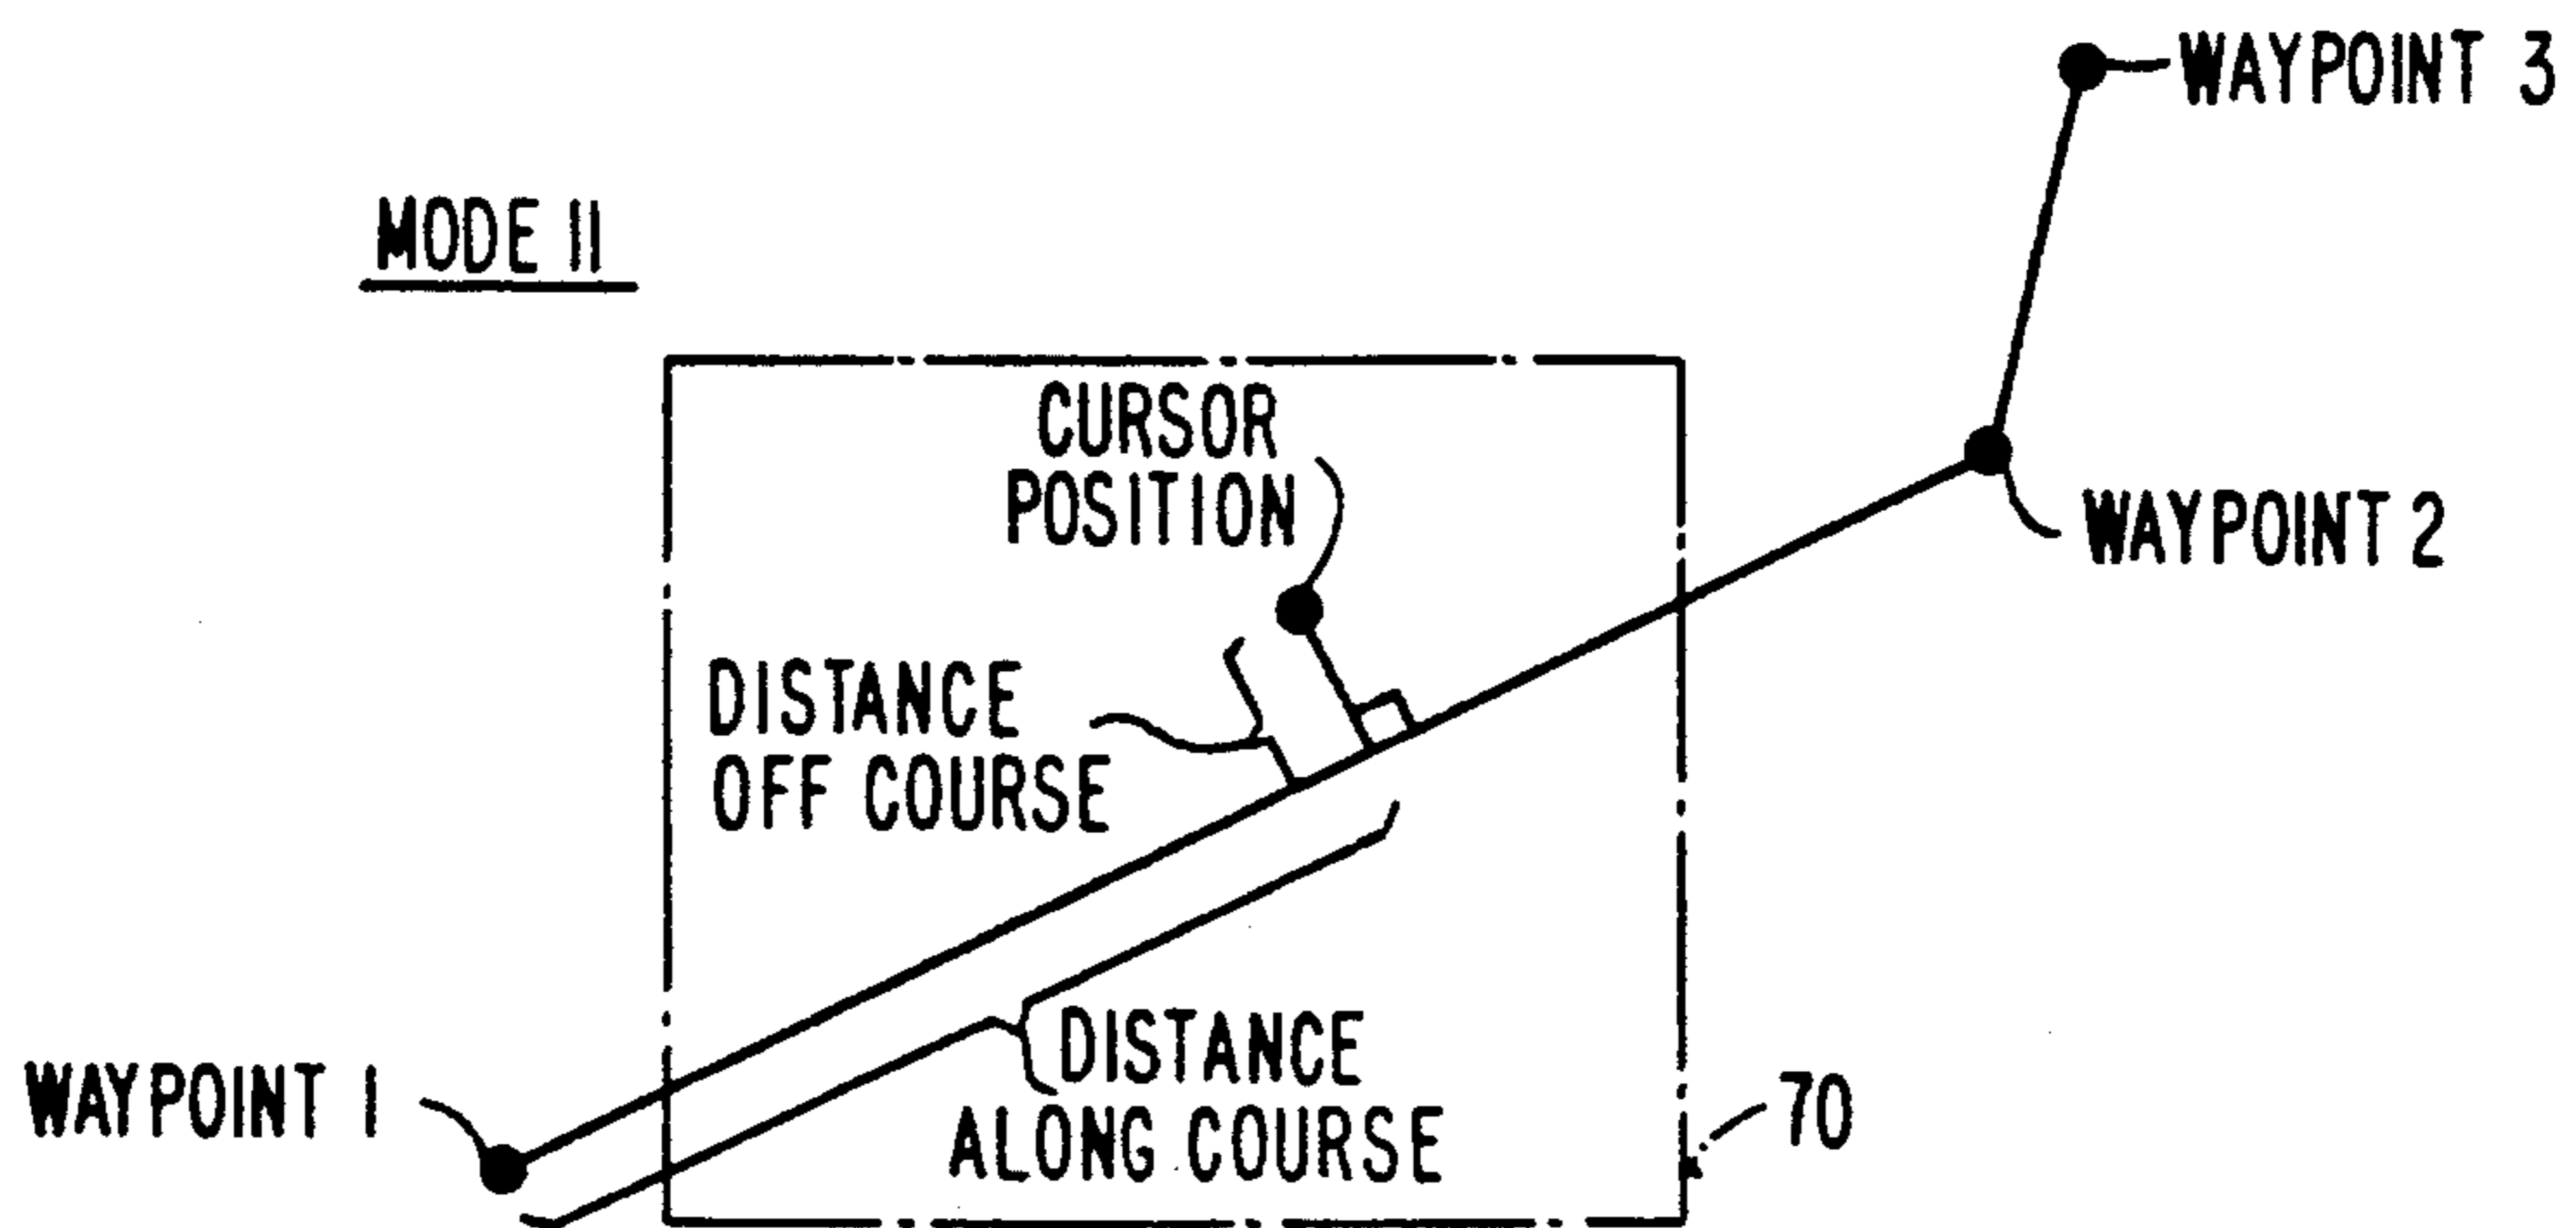 WAYPOINT 3
MODE II
CURSOR
POSITION
WAYPOINT 2
DISTANCE
OFF COURSE
DISTANCE
ALONG COURSE
WAYPOINT 1
70